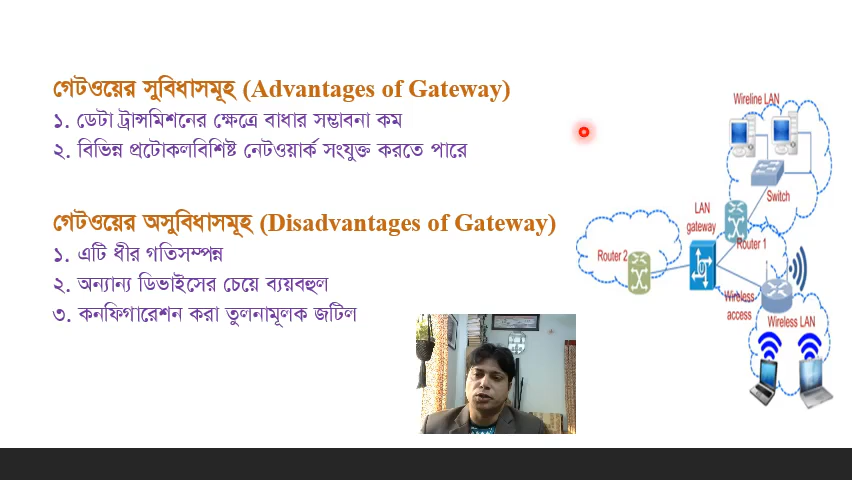 গেটওয়ের সুবিধাসমূহ (Advantages of Gateway)
১. ডেটা ট্রান্সমিশনের ক্ষেত্রে বাধার সম্ভাবনা কম
২. বিভিন্ন প্রটোকলবিশিষ্ট নেটওয়ার্ক সংযুক্ত করতে পারে
গেটওয়ের অসুবিধাসমূহ (Disadvantages of Gateway)
১. এটি ধীর গতিসম্পন্ন
২. অন্যান্য ডিভাইসের চেয়ে ব্যয়বহুল
৩. কনফিগারেশন করা তুলনামূলক জটিল
Wireline LAN
Switch
LAN
gateway
Router 1
Router 2
Wireless
access
Wireless LAN